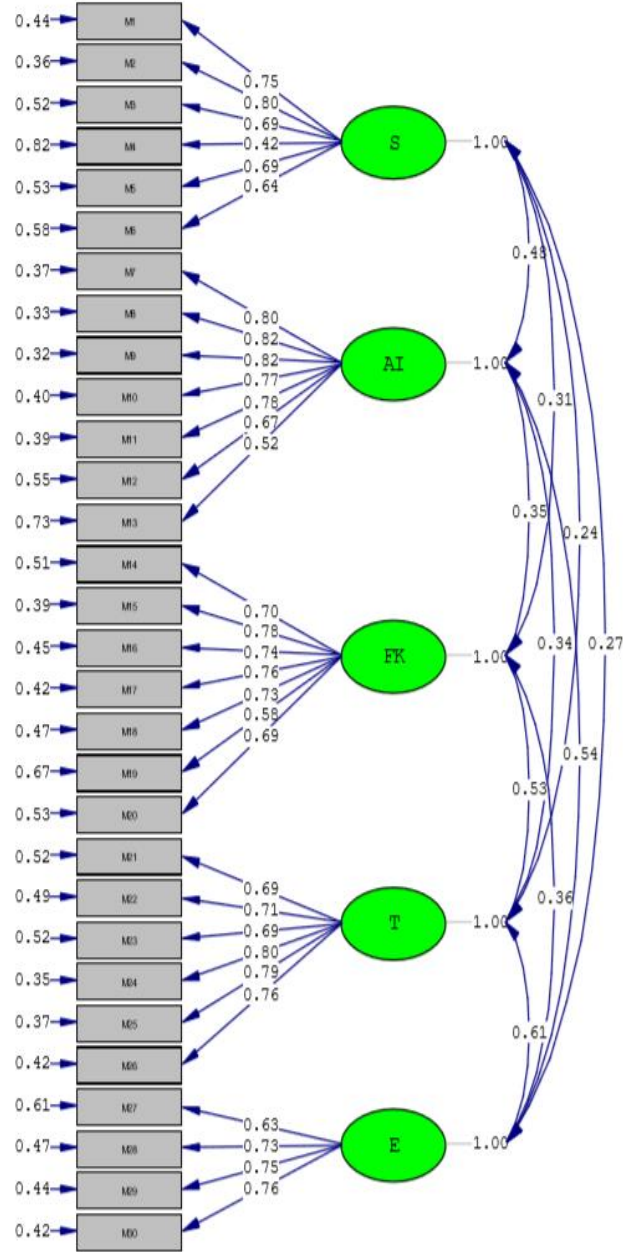 0.44 M1
0.36 M2
0.75
0.80
0.52 M3
0.69
0.82 M4
0.42
S
1.00
0.53 M5
0.69
0.64
0.58 M6
0.48
0.37 M7
0.33 M8
0.80
0.82
0.32 M9
0.82
AI
1.00
0.77
0.40 M10
0.78
0.31
0.67
0.39 M11
0.52
0.55 M12
0.73 M13
0.35
0.24
0.51 M14
0.39 M15
0.70
0.78
0.45 M16
0.74
FK
1.00
0.34
0.27
0.76
0.42 M17
0.73
0.58
0.47 M18
0.69
0.54
0.67 M19
0.53
0.53 M20
0.52 M21
0.69
0.49 M22
0.71
0.36
0.52 M23
0.69
T
1.00
0.80
0.35 M24
0.79
0.76
0.37 M25
0.61
0.42 M26
0.61 M27
0.63
0.47 M28
0.73
E
1.00
0.75
0.44 M29
0.76
0.42 M30